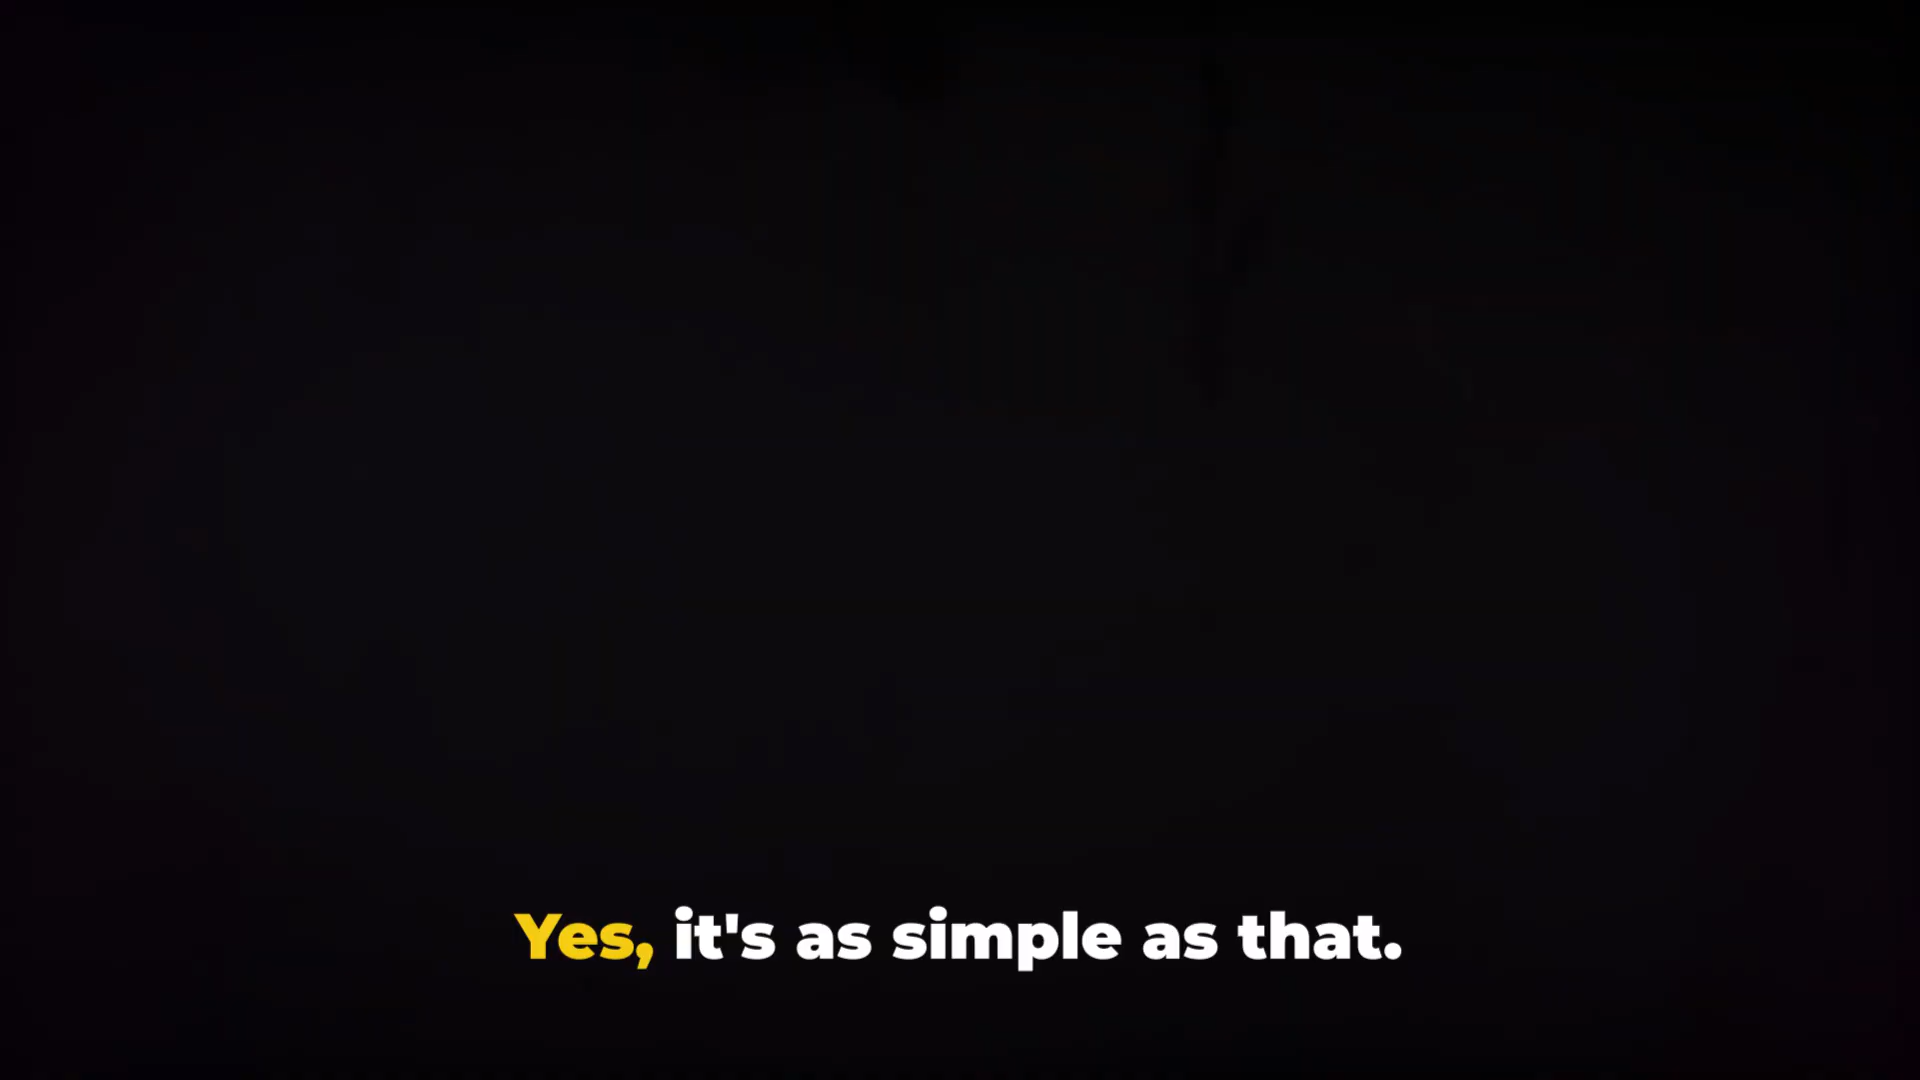 Yes, it's as simple as that.